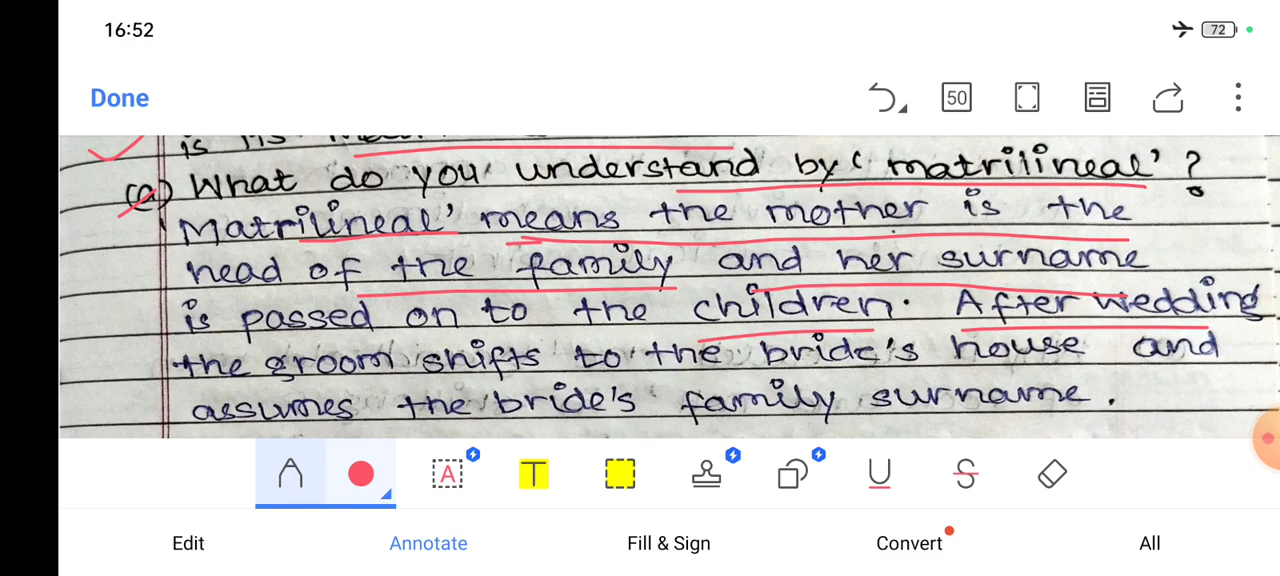 16:52
72
Done
50
is his
(a) What do you understand by 'matrilineal'?
Matrilineal' means the mother is the
head of the family and her surname
is passed on to the children. After wedding
the groom shifts to the bride's house and
assumes the bride's family surname.
A
T
U
S
Edit
Annotate
Fill & Sign
Convert
All